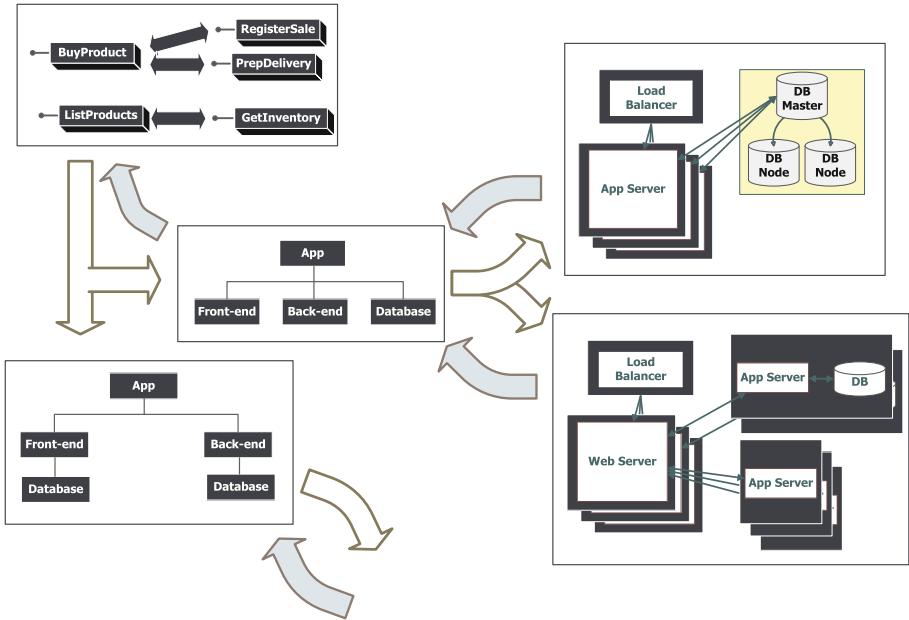 RegisterSale
BuyProduct
PrepDelivery
ListProducts
GetInventory
Load
Balancer
DB
Master
DB
Node
DB
Node
App Server
App
Front-end
Back-end
Database
Load
Balancer
App Server
DB
Web Server
App Server
App
Front-end
Back-end
Database
Database